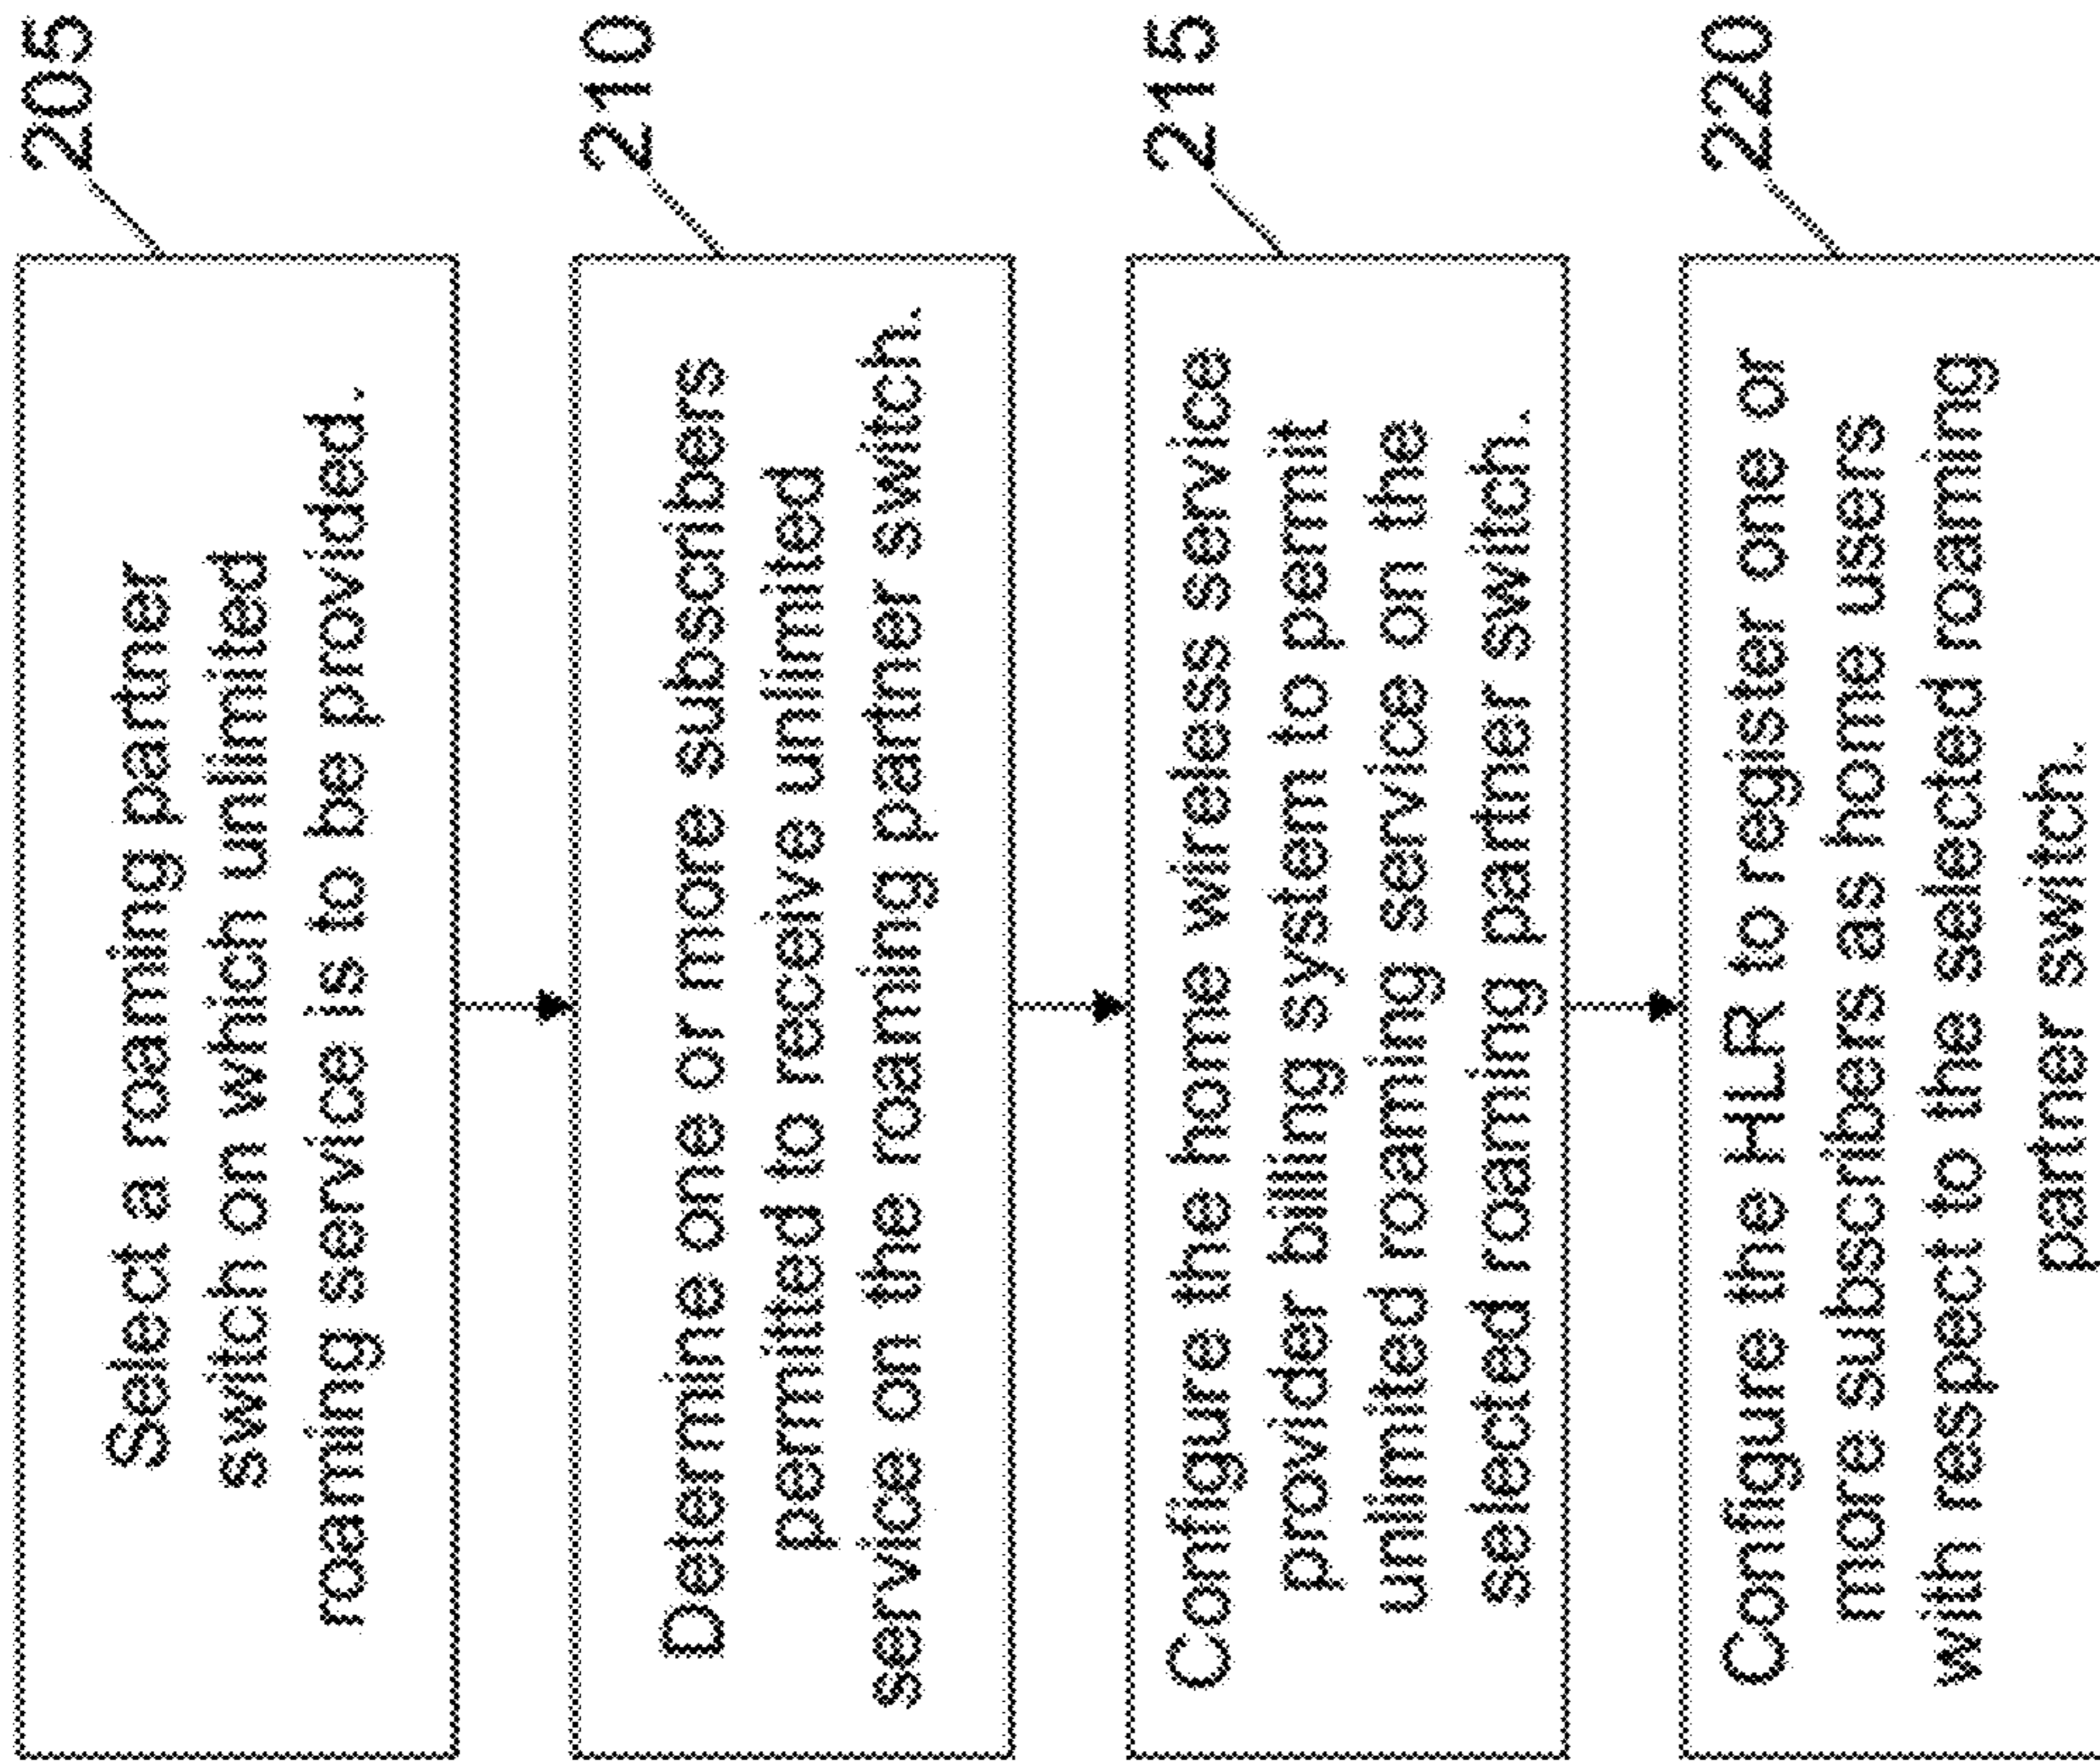 205
Select a roaming partner
switch on which unlimited
roaming service is to be provided.
210
Determine one or more subscribers
permitted to receive unlimited
service on the roaming partner switch.
215
Configure the home wireless service
provider billing system to permit
unlimited roaming service on the
selected roaming partner switch.
220
Configure the HLR to register one or
more subscribers as home users
with respect to the selected roaming
partner switch.